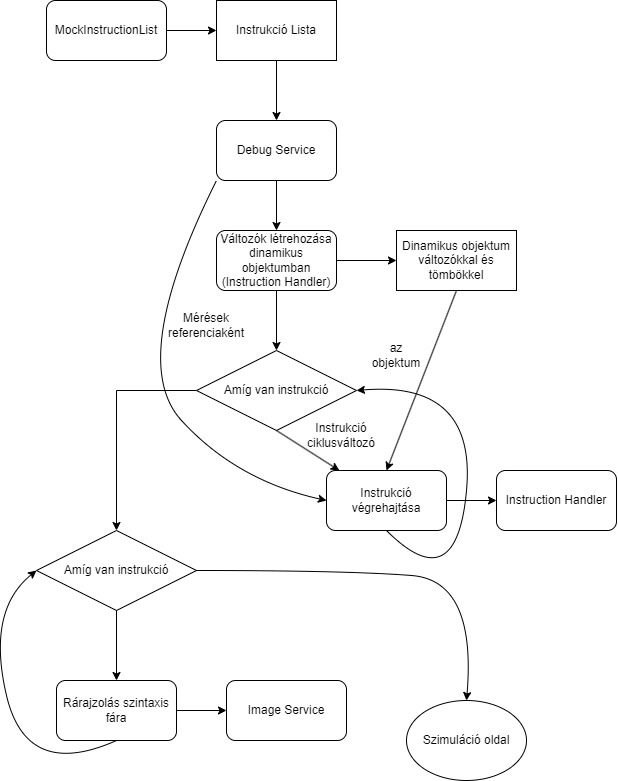 MockInstructionList
Instrukció Lista
Debug Service
Változók létrehozása
dinamikus
objektumban
(Instruction Handler)
Dinamikus objektum
változókkal és
tömbökkel
Mérések
referenciaként
az
objektum
Amíg van instrukció
Instrukció
ciklusváltozó
Instrukció
végrehajtása
Instruction Handler
Amíg van instrukció
Rárajzolás szintaxis
fára
Image Service
Szimuláció oldal